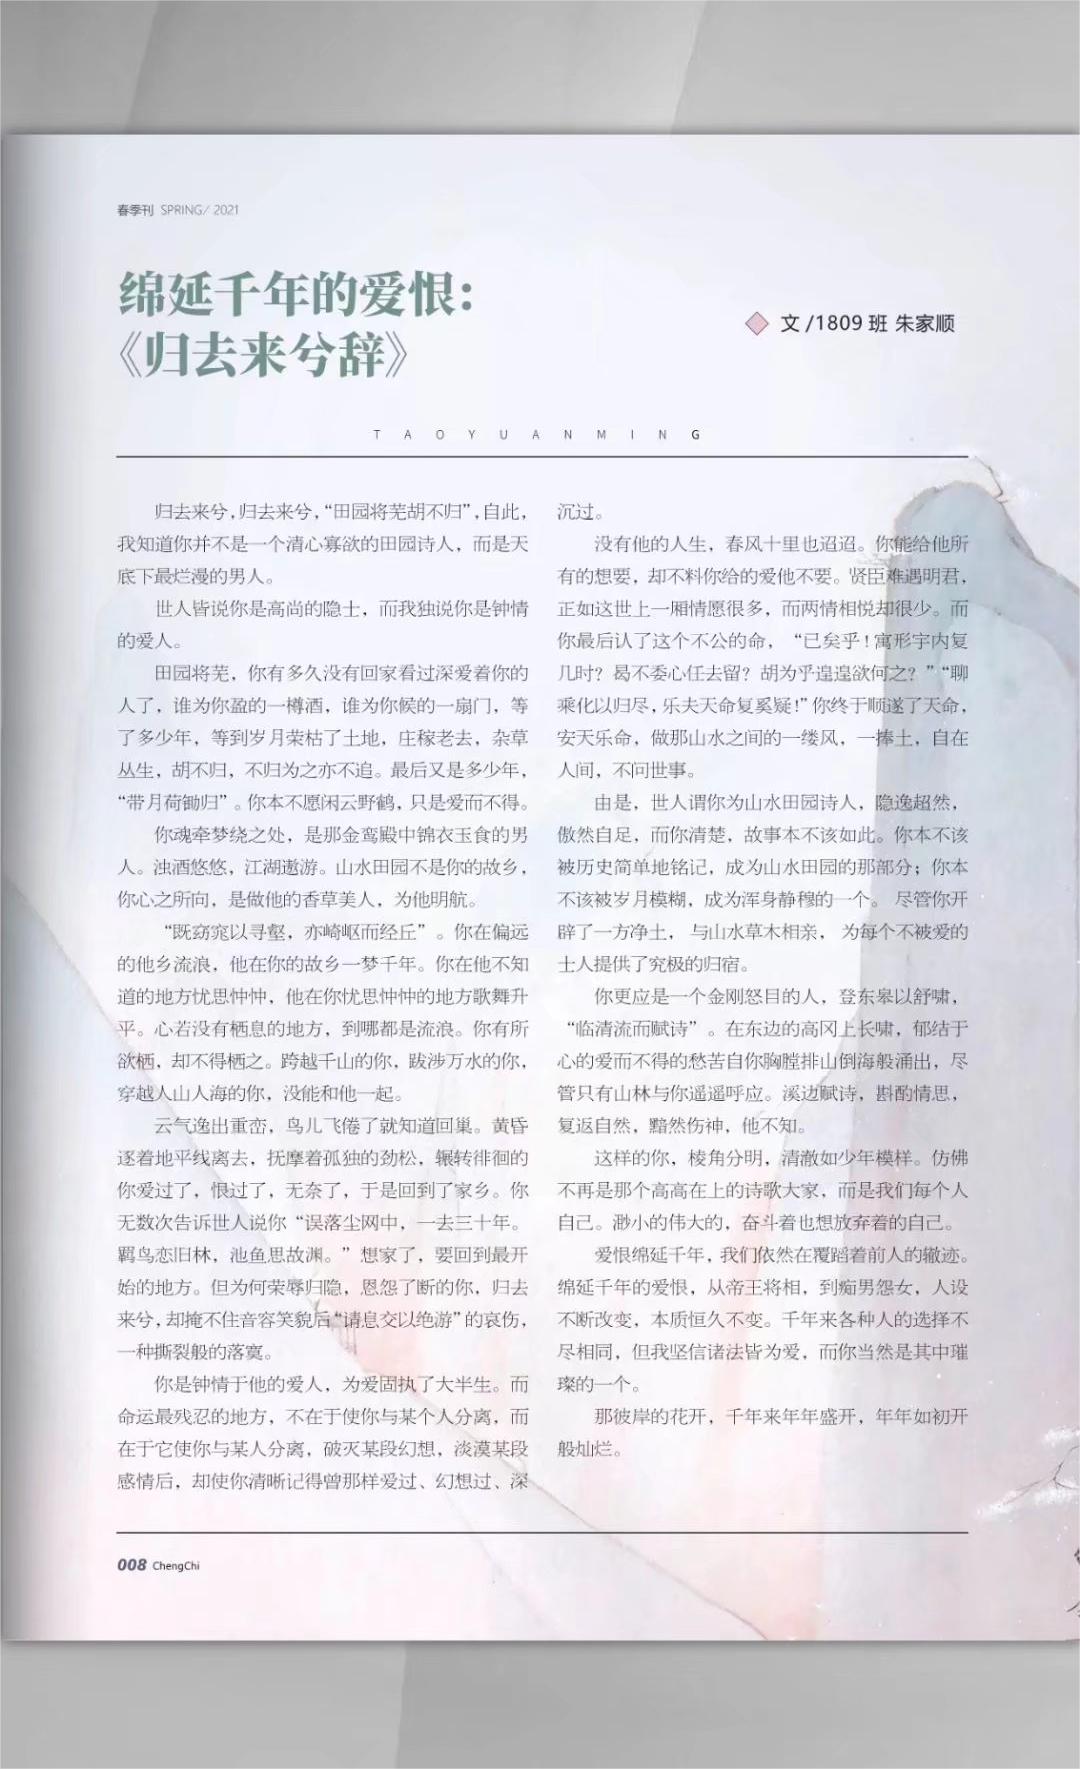 春季刊 SPRING/ 2021
绵延千年的爱恨：
《归去来兮辞》
文 /1809 班 朱家顺
TAOYUANMING
归去来兮，归去来兮，“田园将芜胡不归”，自此，
我知道你并不是一个清心寡欲的田园诗人，而是天
底下最烂漫的男人。
世人皆说你是高尚的隐士，而我独说你是钟情
的爱人。
田园将芜，你有多久没有回家看过深爱着你的
人了，谁为你盈的一樽酒，谁为你候的一扇门，等
了多少年，等到岁月荣枯了土地，庄稼老去，杂草
丛生，胡不归，不归为之亦不追。最后又是多少年，
“带月荷锄归”。你本不愿闲云野鹤，只是爱而不得。
你魂牵梦绕之处，是那金鸾殿中锦衣玉食的男
人。浊酒悠悠，江湖遨游。山水田园不是你的故乡，
你心之所向，是做他的香草美人，为他明航。
“既窈窕以寻壑，亦崎岖而经丘”。你在偏远
的他乡流浪，他在你的故乡一梦千年。你在他不知
道的地方忧思忡忡，他在你忧思忡忡的地方歌舞升
平。心若没有栖息的地方，到哪都是流浪。你有所
欲栖，却不得栖之。跨越千山的你，跋涉万水的你，
穿越人山人海的你，没能和他一起。
云气逸出重峦，鸟儿飞倦了就知道回巢。黄昏
逐着地平线离去，抚摩着孤独的劲松，辗转徘徊的
你爱过了，恨过了，无奈了，于是回到了家乡。你
无数次告诉世人说你“误落尘网中，一去三十年。
羁鸟恋旧林，池鱼思故渊。”想家了，要回到最开
始的地方。但为何荣辱归隐，恩怨了断的你，归去
来兮，却掩不住音容笑貌后“请息交以绝游”的哀伤，
一种撕裂般的落寞。
你是钟情于他的爱人，为爱固执了大半生。而
命运最残忍的地方，不在于使你与某个人分离，而
在于它使你与某人分离，破灭某段幻想，淡漠某段
感情后，却使你清晰记得曾那样爱过、幻想过、深
沉过。
没有他的人生，春风十里也迢迢。你能给他所
有的想要，却不料你给的爱他不要。贤臣难遇明君，
正如这世上一厢情愿很多，而两情相悦却很少。而
你最后认了这个不公的命，“已矣乎！寓形宇内复
几时？曷不委心任去留？胡为乎遑遑欲何之？”“聊
乘化以归尽，乐夫天命复奚疑！”你终于顺遂了天命，
安天乐命，做那山水之间的一缕风，一捧土，自在
人间，不问世事。
由是，世人谓你为山水田园诗人，隐逸超然，
傲然自足，而你清楚，故事本不该如此。你本不该
被历史简单地铭记，成为山水田园的那部分；你本
不该被岁月模糊，成为浑身静穆的一个。 尽管你开
辟了一方净土， 与山水草木相亲， 为每个不被爱的
士人提供了究极的归宿。
你更应是一个金刚怒目的人，登东皋以舒啸，
“临清流而赋诗”。在东边的高冈上长啸，郁结于
心的爱而不得的愁苦自你胸膛排山倒海般涌出，尽
管只有山林与你遥遥呼应。溪边赋诗，斟酌情思，
复返自然，黯然伤神，他不知。
这样的你，棱角分明，清澈如少年模样。仿佛
不再是那个高高在上的诗歌大家，而是我们每个人
自己。渺小的伟大的，奋斗着也想放弃着的自己。
爱恨绵延千年，我们依然在覆蹈着前人的辙迹。
绵延千年的爱恨，从帝王将相，到痴男怨女，人设
不断改变，本质恒久不变。千年来各种人的选择不
尽相同，但我坚信诸法皆为爱，而你当然是其中璀
璨的一个。
那彼岸的花开，千年来年年盛开，年年如初开
般灿烂。
008 ChengChi